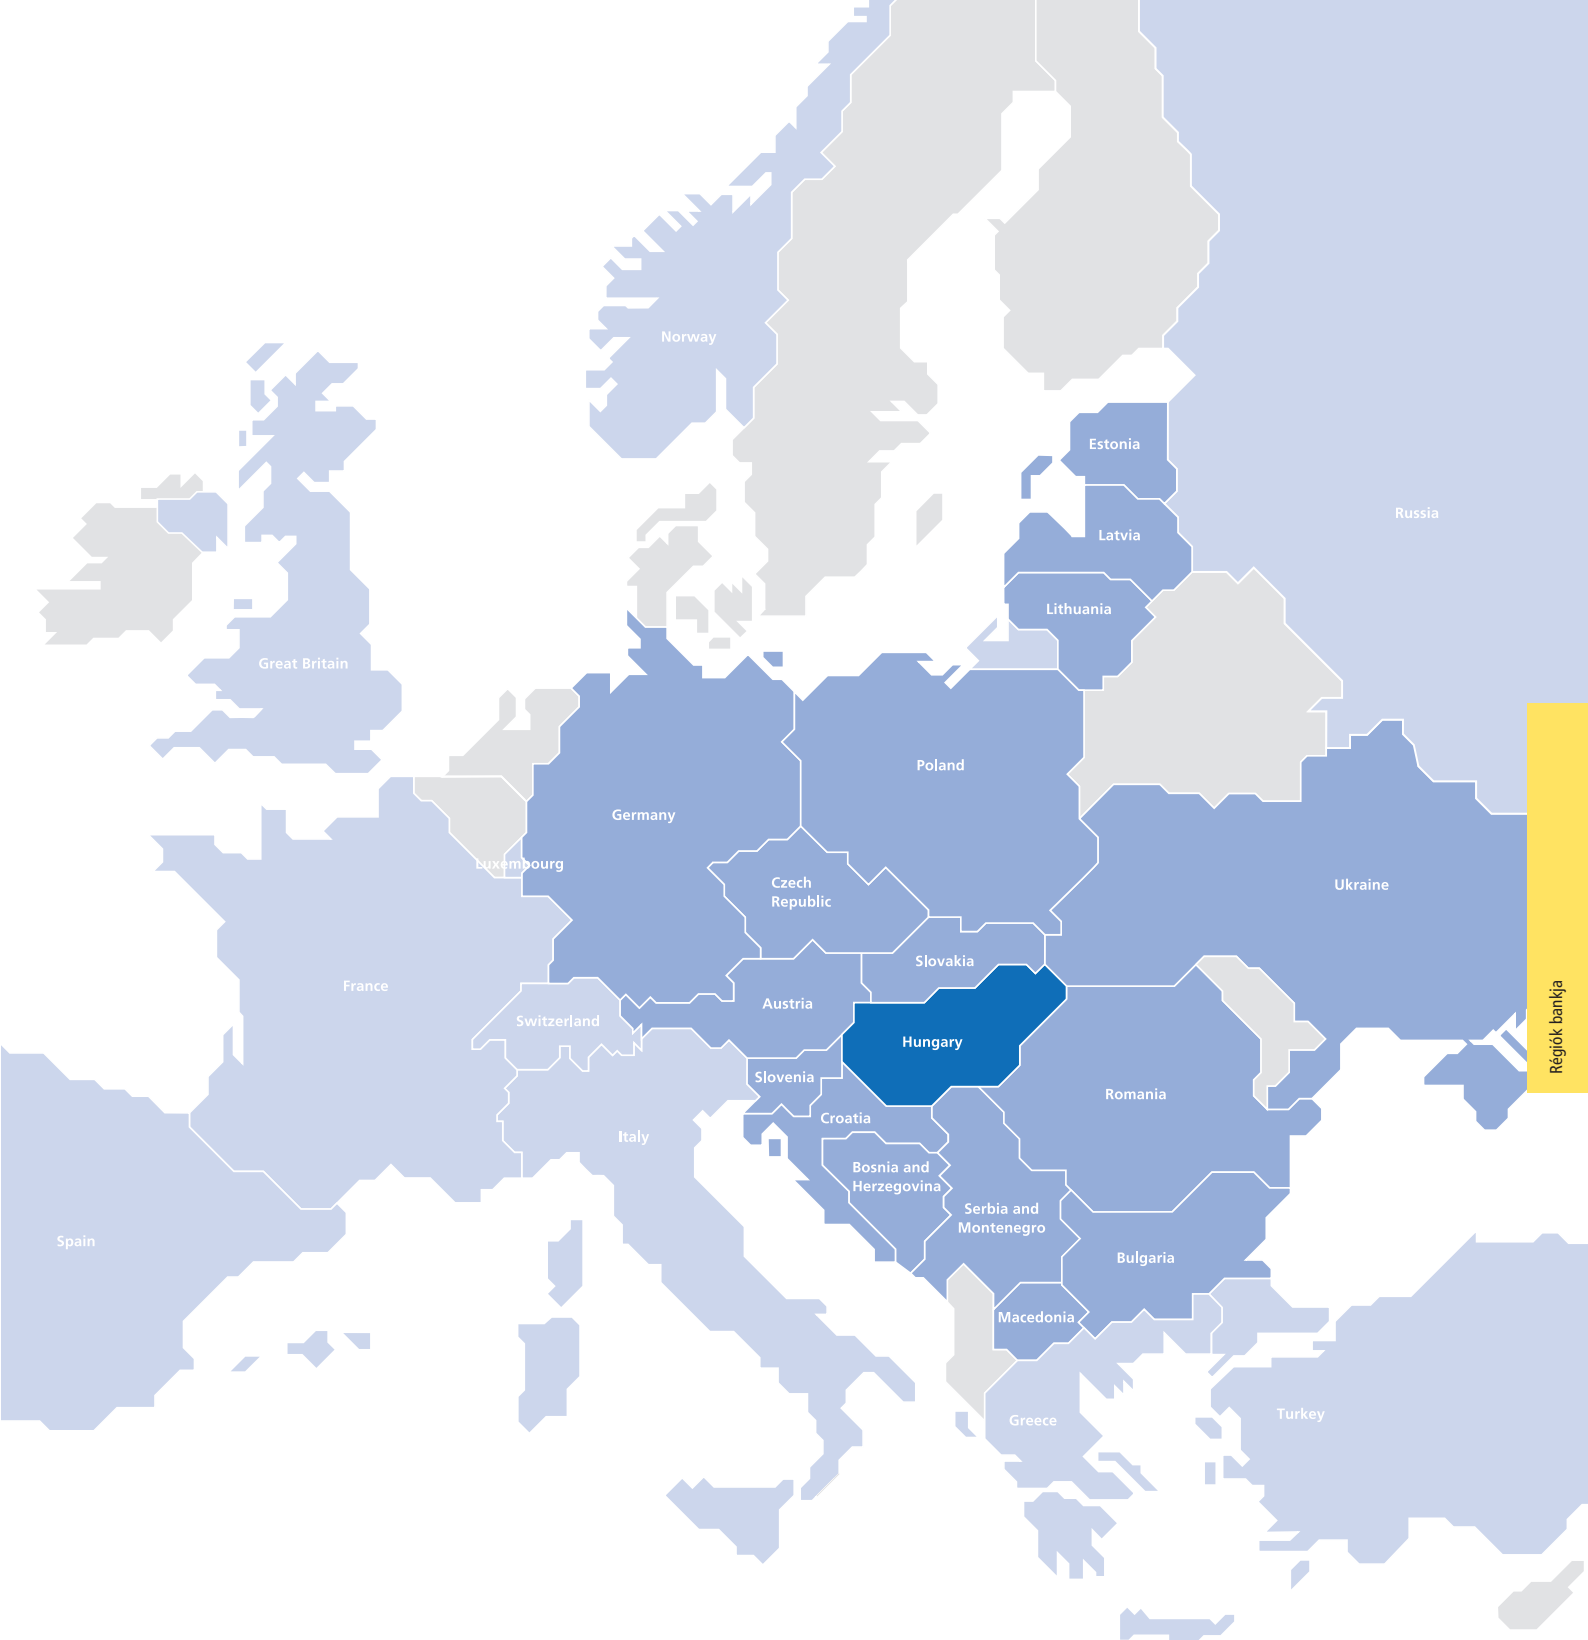 Norway
Estonia
Russia
Latvia
Lithuania
Great Britain
Poland
Germany
Luxembourg
Czech
Republic
Ukraine
Slovakia
France
Austria
Switzerland
Hungary
Slovenia
Romania
Croatia
Italy
Bosnia and
Herzegovina
Serbia and
Montenegro
Spain
Bulgaria
Macedonia
Greece
Turkey
Régiók bankja